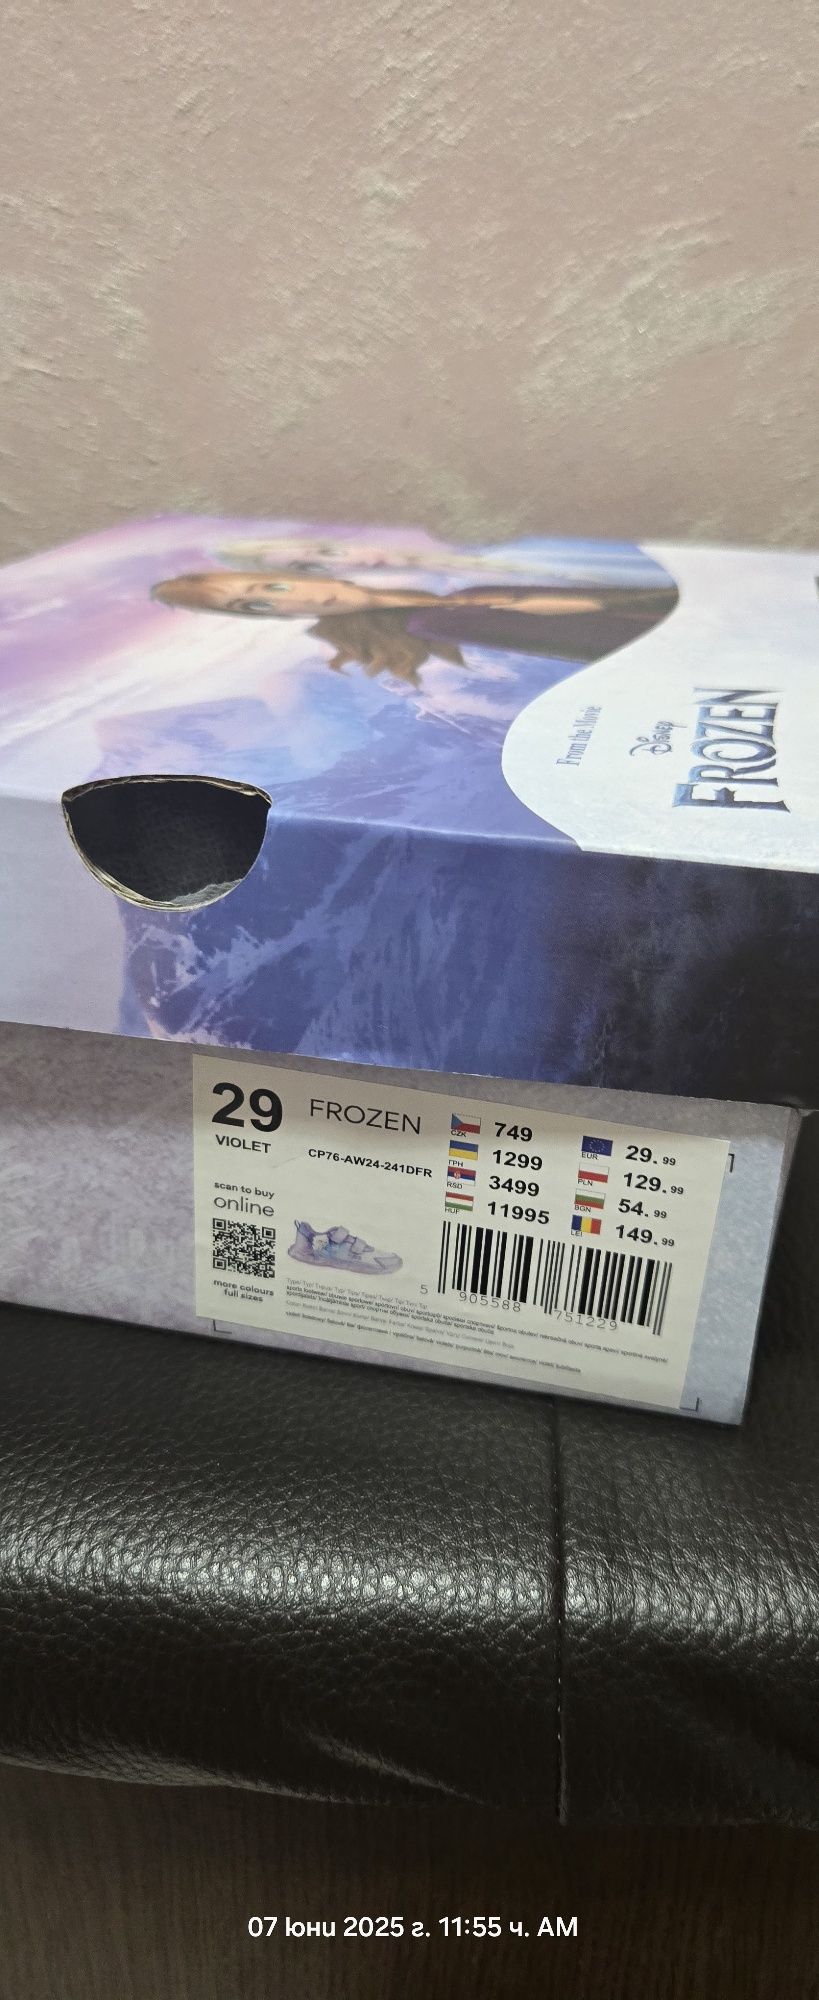 From the Movie
Disney
FROZEN
29
VIOLET
FROZEN
CP76-AW24-241DFR
scan to buy
online
more colours
full sizes
CZK 749
ГРН 1299
RSD 3499
HUF 11995
EUR 29.99
PLN 129.99
BGN 54.99
LEI 149.99
5 905588 751229
07 юни 2025 г. 11:55 ч. AM